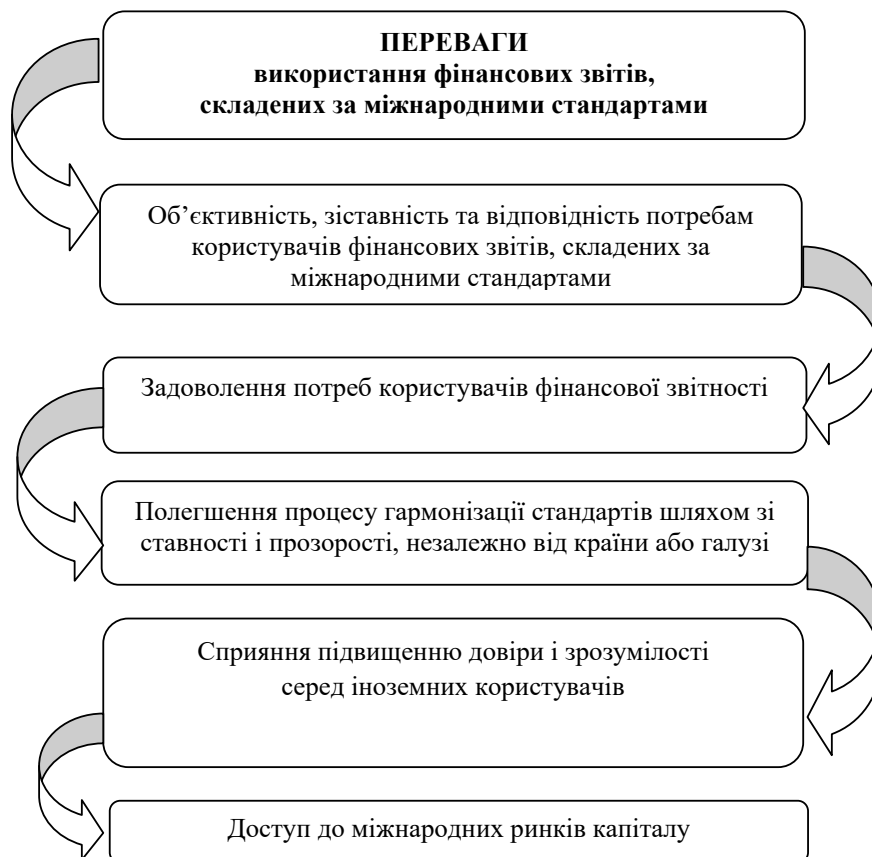 ПЕРЕВАГИ
використання фінансових звітів,
складених за міжнародними стандартами
Об’єктивність, зіставність та відповідність потребам
користувачів фінансових звітів, складених за
міжнародними стандартами
Задоволення потреб користувачів фінансової звітності
Полегшення процесу гармонізації стандартів шляхом зі
ставності і прозорості, незалежно від країни або галузі
Сприяння підвищенню довіри і зрозумілості
серед іноземних користувачів
Доступ до міжнародних ринків капіталу